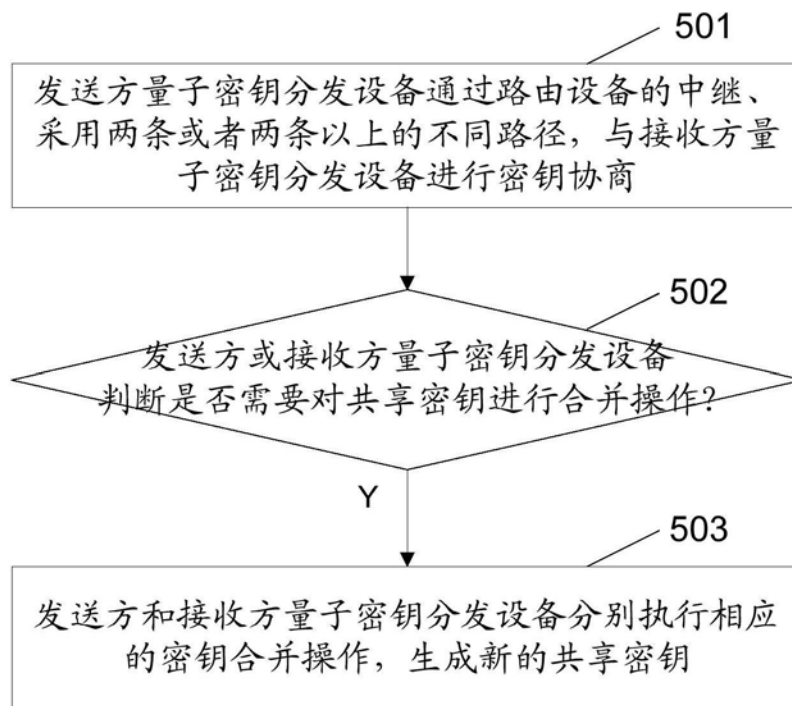 501
发送方量子密钥分发设备通过路由设备的中继、
采用两条或者两条以上的不同路径，与接收方量
子密钥分发设备进行密钥协商
502
发送方或接收方量子密钥分发设备
判断是否需要对共享密钥进行合并操作？
Y
503
发送方和接收方量子密钥分发设备分别执行相应
的密钥合并操作，生成新的共享密钥